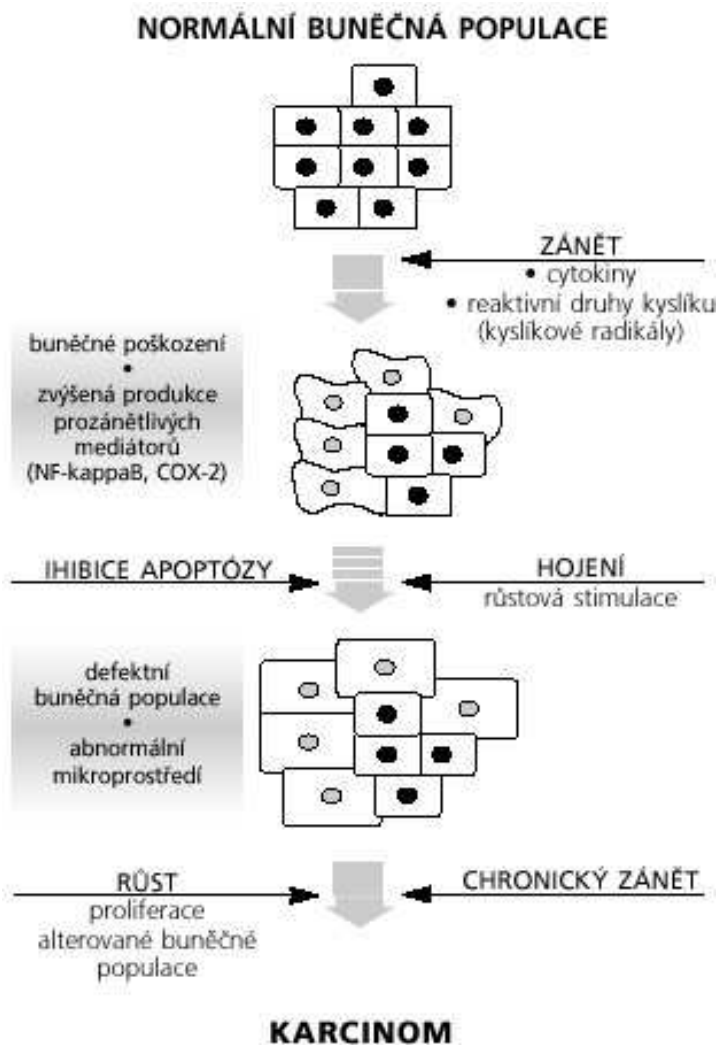 NORMÁLNÍ BUNĚČNÁ POPULACE
ZÁNĚT
• cytokiny
• reaktivní druhy kyslíku
(kyslíkové radikály)
buněčné poškození
•
zvýšená produkce
prozánětlivých
mediátorů
(NF-kappaB, COX-2)
IHIBICE APOPTÓZY
HOJENÍ
růstová stimulace
defektní
buněčná populace
•
abnormální
mikroprostředí
RŮST
proliferace
alterované buněčné
populace
CHRONICKÝ ZÁNĚT
KARCINOM